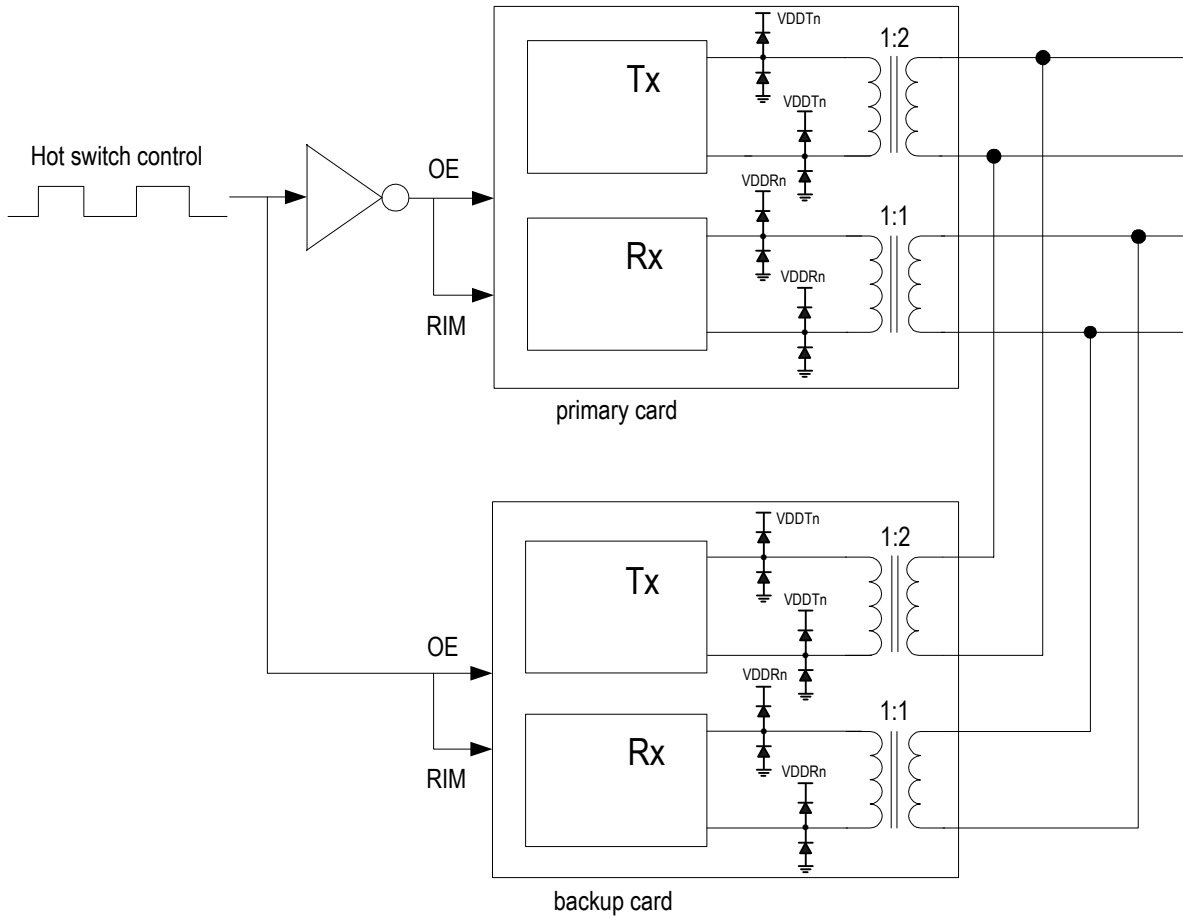 VDDTn
1:2
Tx
VDDTn
Hot switch control
OE
VDDRn
1:1
Rx
VDDRn
RIM
primary card
VDDTn
1:2
Tx
VDDTn
OE
VDDRn
1:1
Rx
VDDRn
RIM
backup card